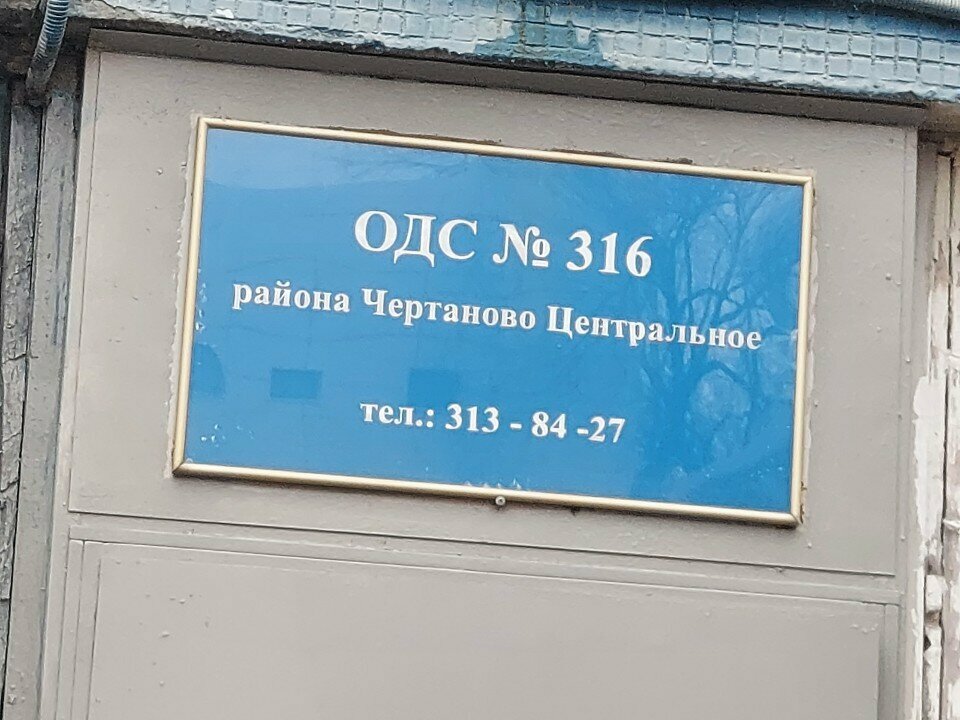 ОДС № 316
района Чертаново Центральное
тел.: 313 - 84 -27